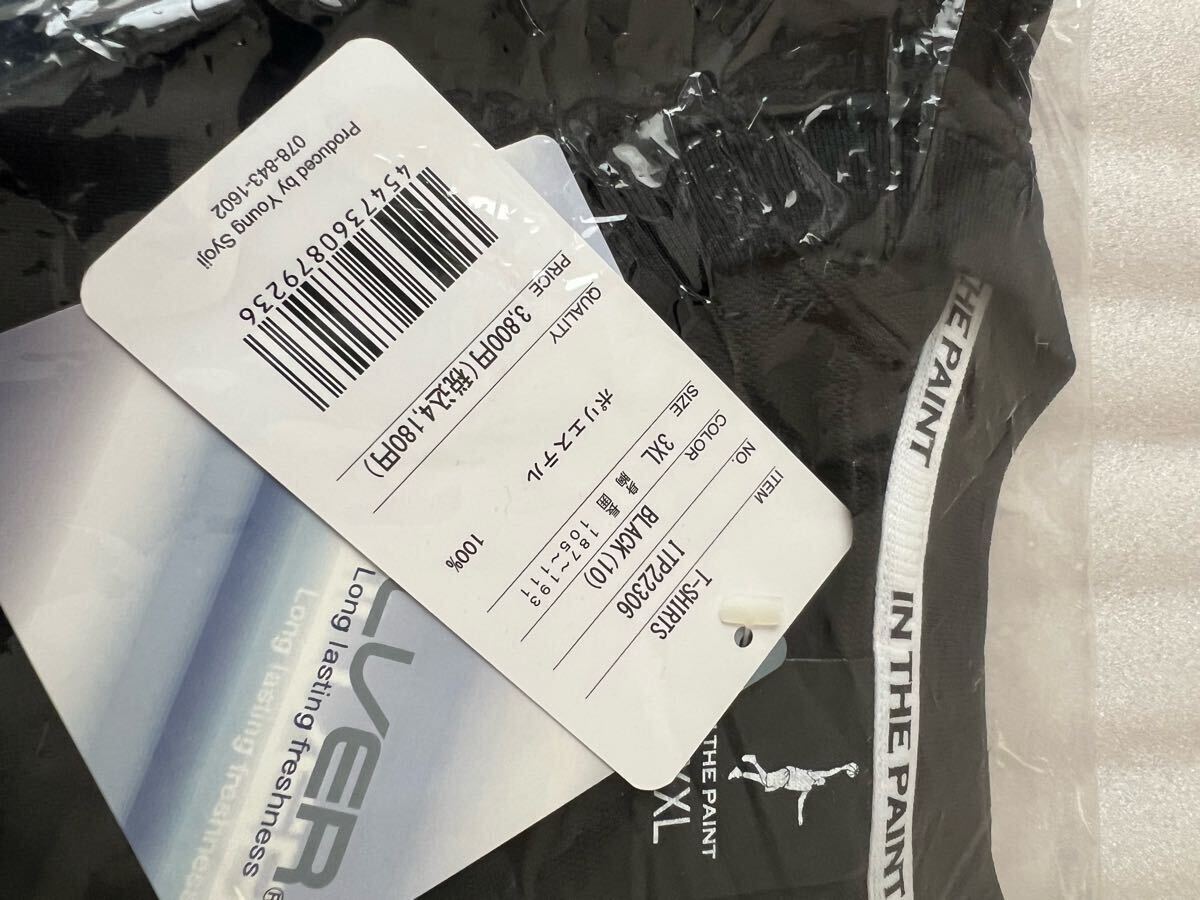 ITEM T-SHIRTS
NO. ITP22306
COLOR BLACK(10)
SIZE 3XL 身長 187~193
胸囲 105~111
QUALITY
ポリエステル 100%
PRICE 3,800円(税込4,180円)
4547360879236
Produced by Young Syoji
078-843-1602
LVER®
Long lasting freshness
Long lasting freshness
THE PAINT
XXL
THE PAINT
IN THE PAINT